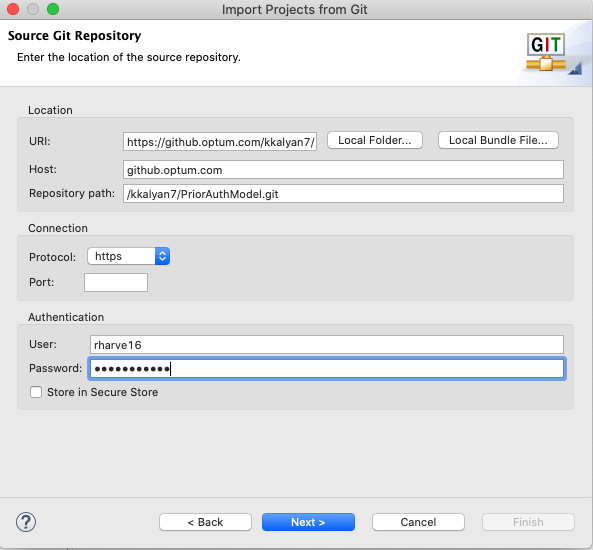 Import Projects from Git
Source Git Repository
Enter the location of the source repository.
GIT
Location
URI: https://github.optum.com/kkalyan7/ Local Folder... Local Bundle File...
Host: github.optum.com
Repository path: /kkalyan7/PriorAuthModel.git
Connection
Protocol: https
Port:
Authentication
User: rharve16
Password: ●●●●●●●●●●●
Store in Secure Store
? < Back Next > Cancel Finish